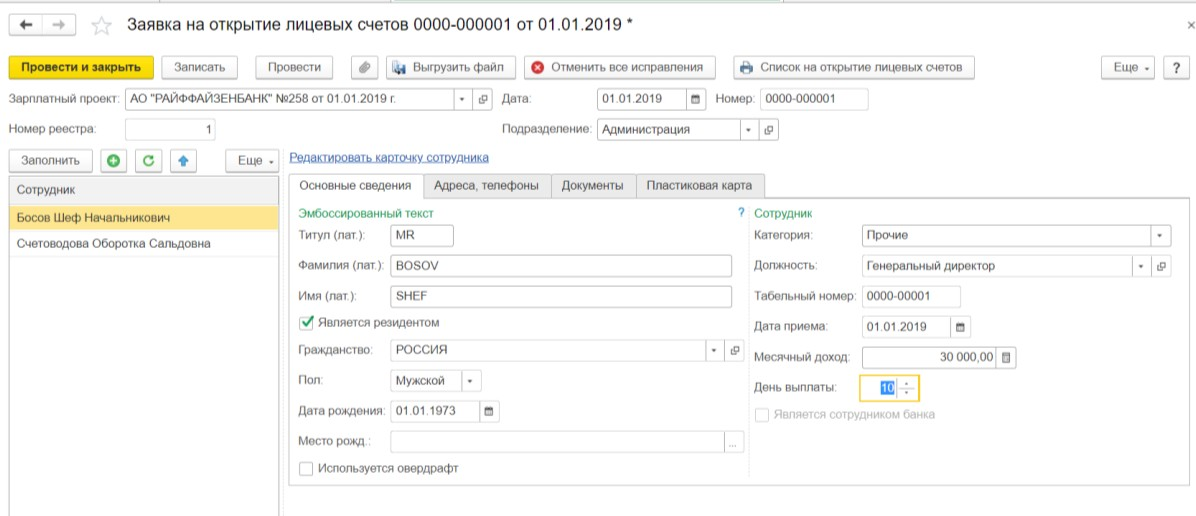 Заявка на открытие лицевых счетов 0000-000001 от 01.01.2019 *
Провести и закрыть Записать Провести Выгрузить файл Отменить все исправления Список на открытие лицевых счетов Еще ?
Зарплатный проект: АО "РАЙФФАЙЗЕНБАНК" №258 от 01.01.2019 г. Дата: 01.01.2019 Номер: 0000-000001
Номер реестра: 1 Подразделение: Администрация
Заполнить Еще Редактировать карточку сотрудника
Сотрудник
Босов Шеф Начальникович
Счетоводова Оборотка Сальдовна
Основные сведения Адреса, телефоны Документы Пластиковая карта
Эмбоссированный текст ?
Титул (лат.): MR
Фамилия (лат.): BOSOV
Имя (лат.): SHEF
Является резидентом
Гражданство: РОССИЯ
Пол: Мужской
Дата рождения: 01.01.1973
Место рожд.: ...
Используется овердрафт
Сотрудник
Категория: Прочие
Должность: Генеральный директор
Табельный номер: 0000-00001
Дата приема: 01.01.2019
Месячный доход: 30 000,00
День выплаты: 10
Является сотрудником банка